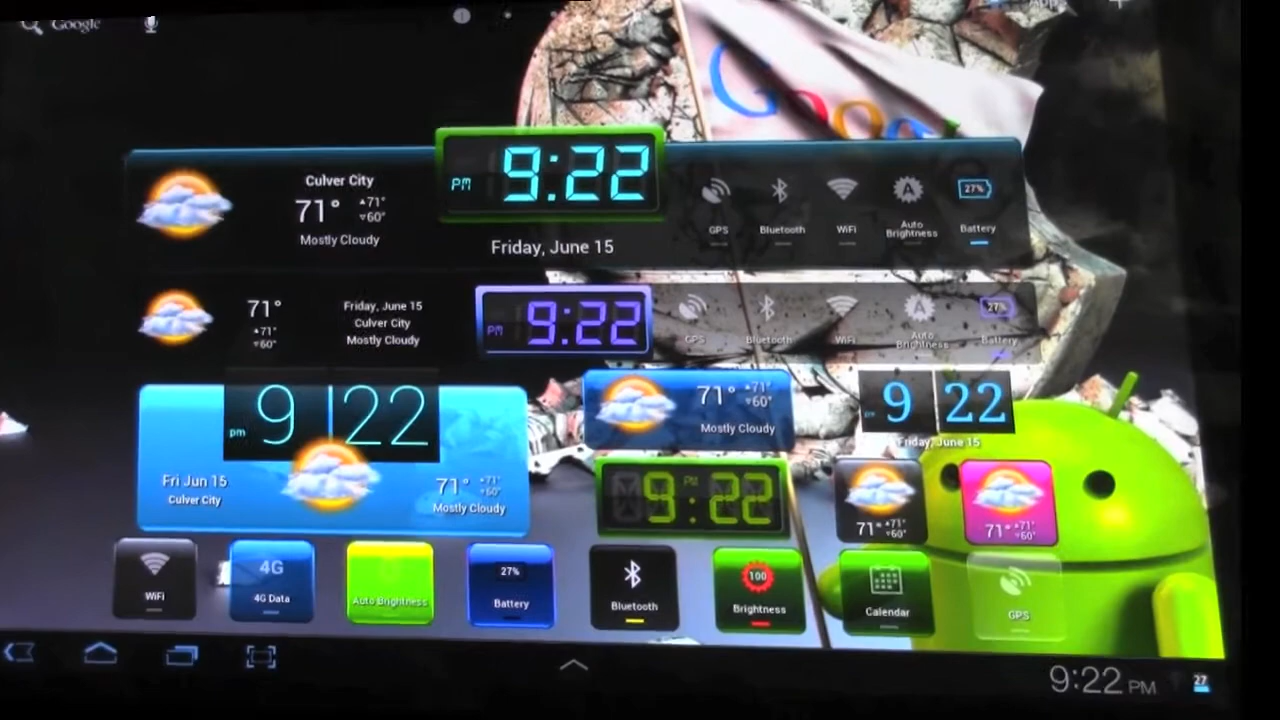 Google
Goo
Culver City
71° ▲71°
▼60°
Mostly Cloudy
PM 9:22
Friday, June 15
GPS
Bluetooth
WiFi
A
Auto
Brightness
27%
Battery
71°
▲71°
▼60°
Friday, June 15
Culver City
Mostly Cloudy
PM 9:22
GPS
Bluetooth
WiFi
A
Auto
Brightness
27%
Battery
pm 9 22
Fri Jun 15
Culver City
71° ▲71°
▼60°
Mostly Cloudy
71° ▲71°
▼60°
Mostly Cloudy
PM
9:22
pm 9 22
Friday, June 15
71° ▲71°
▼60°
71° ▲71°
▼60°
WiFi
4G
4G Data
Auto Brightness
27%
Battery
Bluetooth
100
Brightness
Calendar
GPS
9:22 PM
27